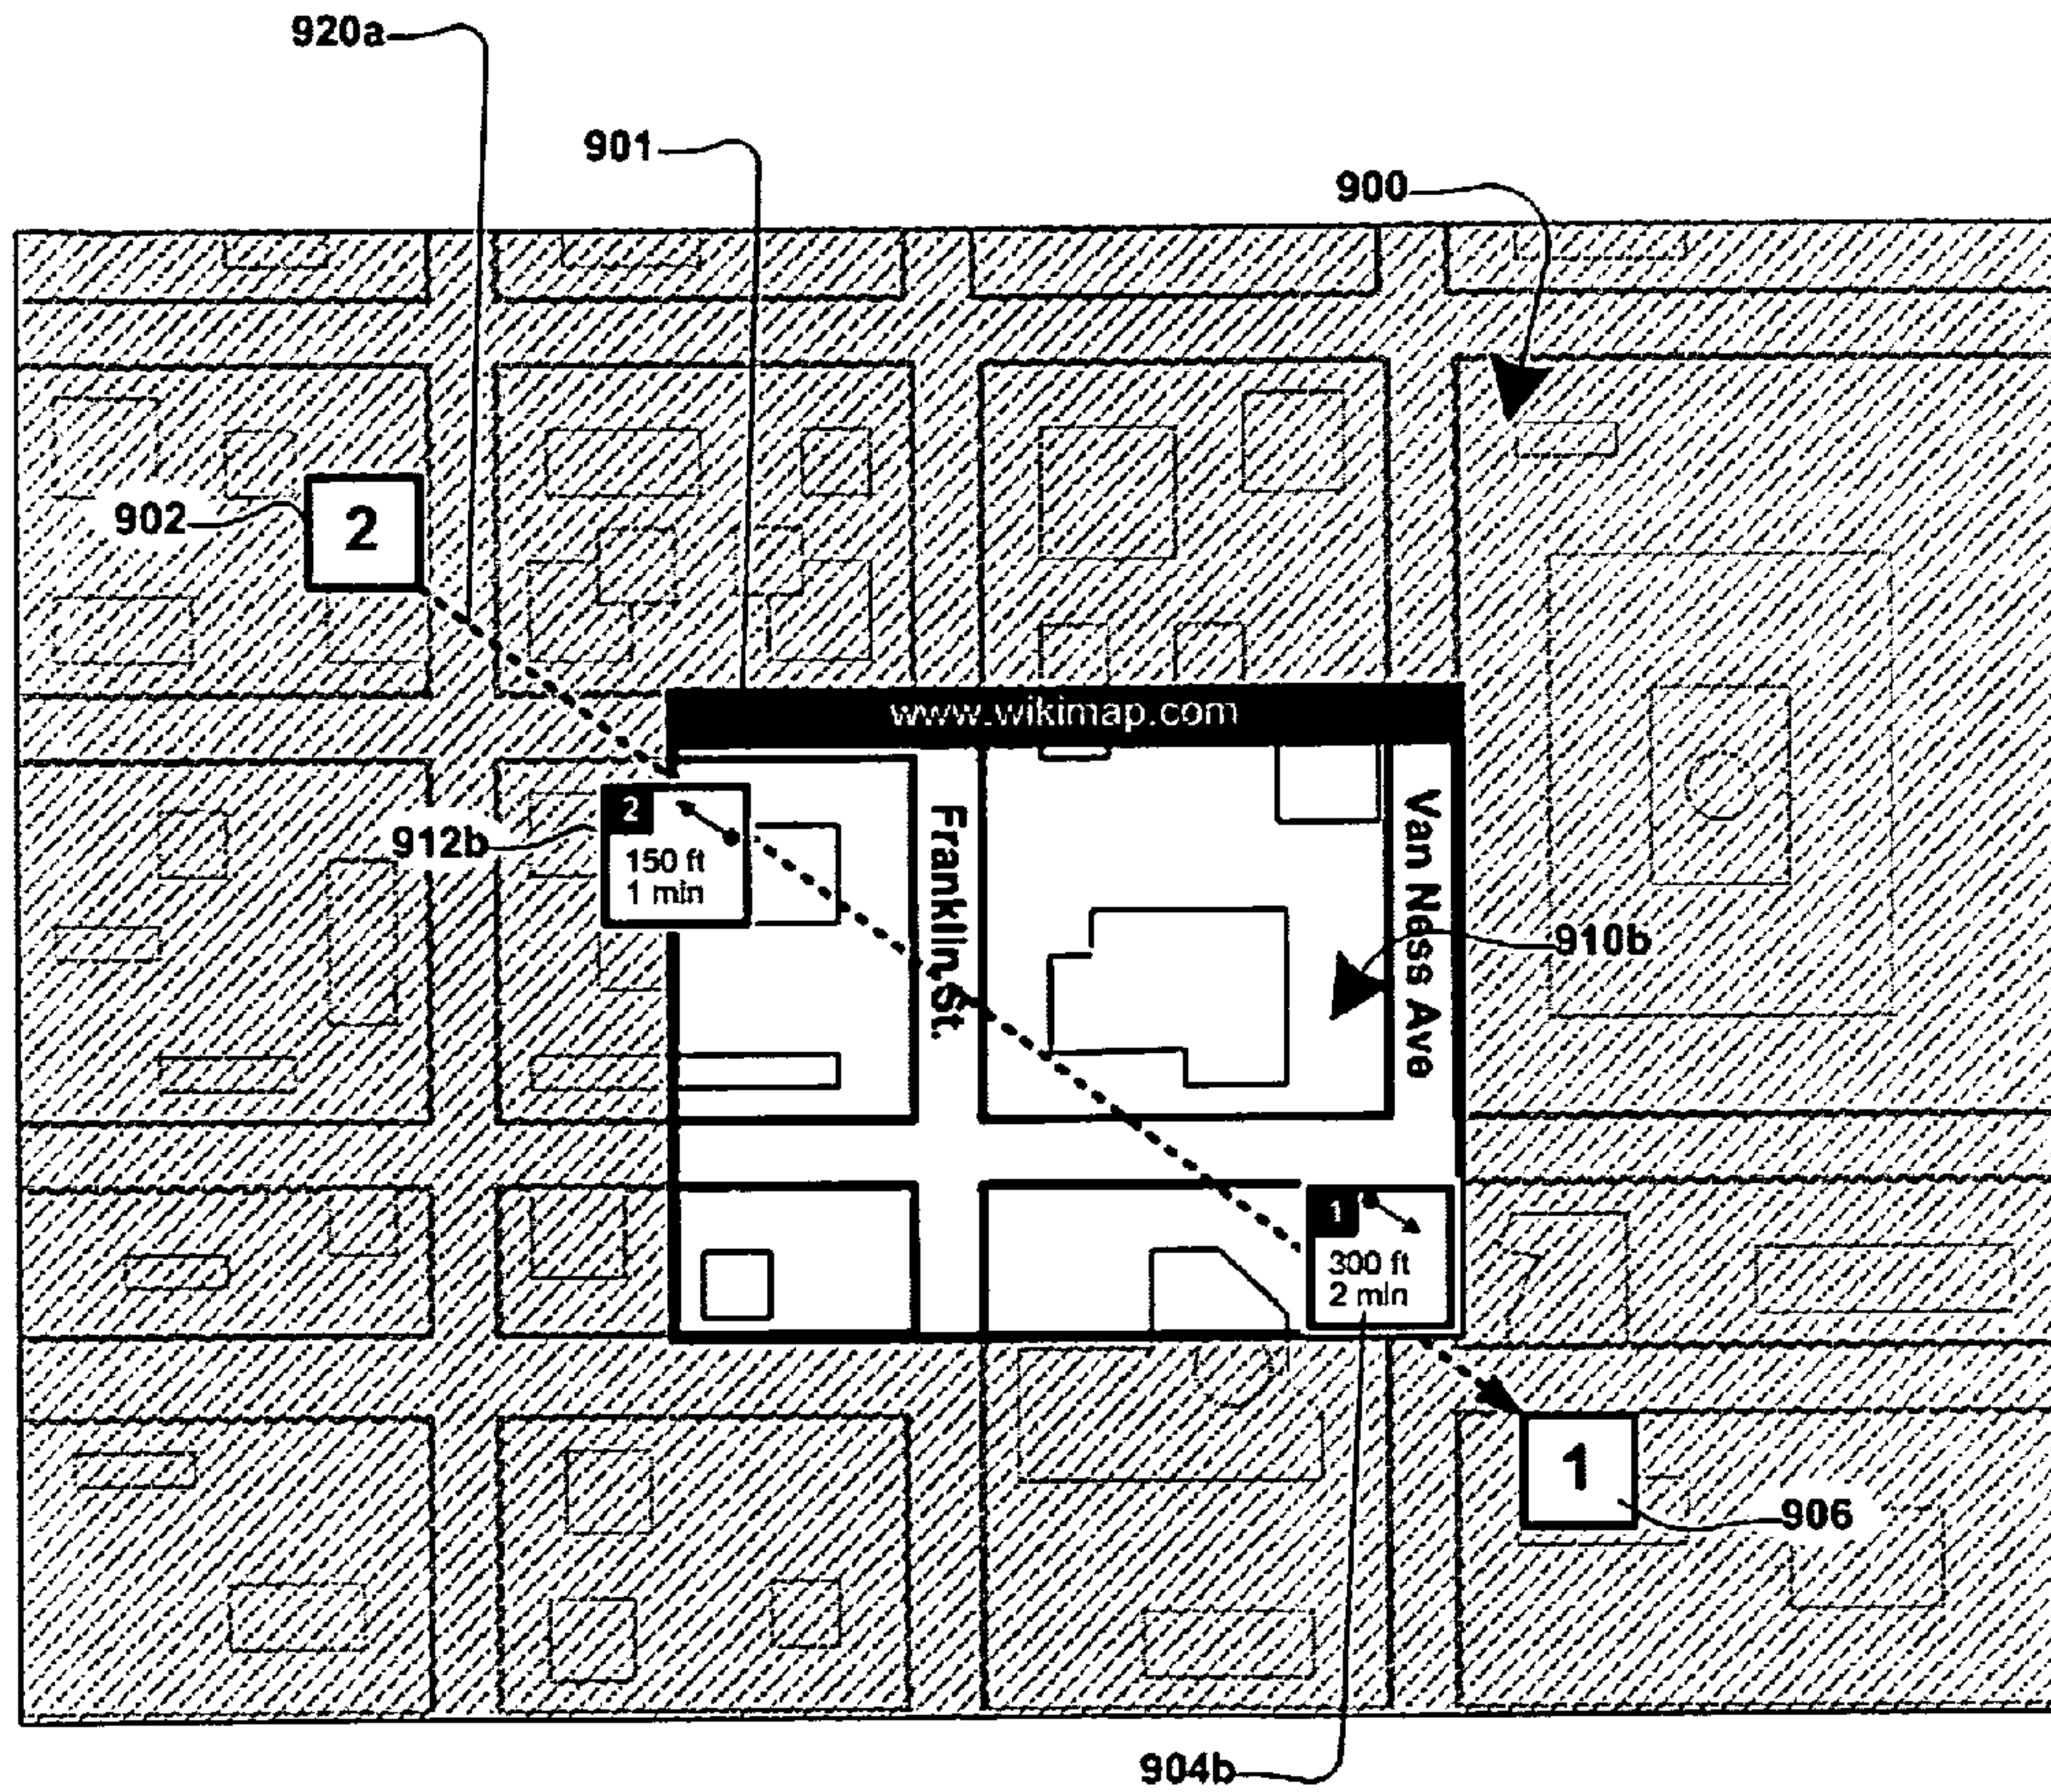 920a
901
900
902
2
www.wikimap.com
912b
2
150 ft
1 min
Franklin St.
Van Ness Ave
910b
1
300 ft
2 min
1
906
904b